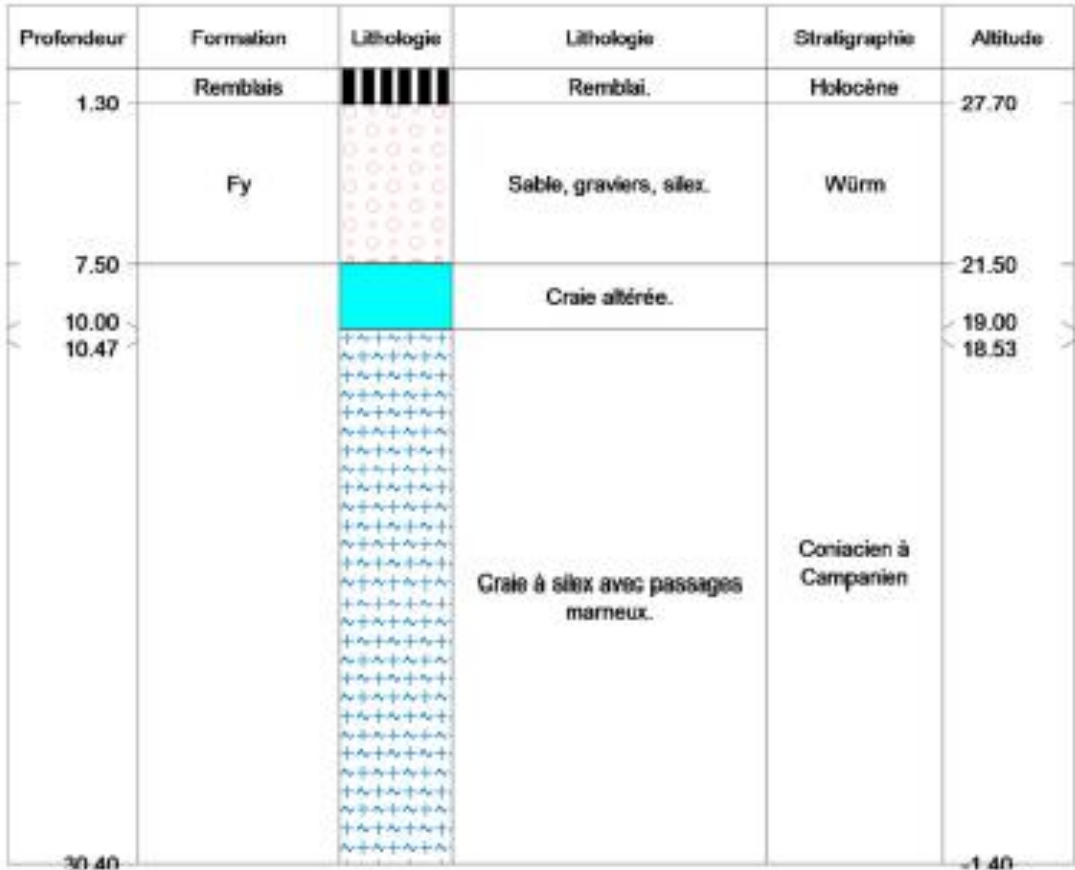 Profondeur Formation Lithologie Lithologie Stratigraphie Altitude
Remblais Remblai. Holocène
1.30 27.70
Fy Sable, graviers, silex. Würm
7.50 21.50
Craie altérée.
10.00 19.00
10.47 18.53
Coniacien à
Campanien
Craie à silex avec passages
marneux.
30.40 -1.40